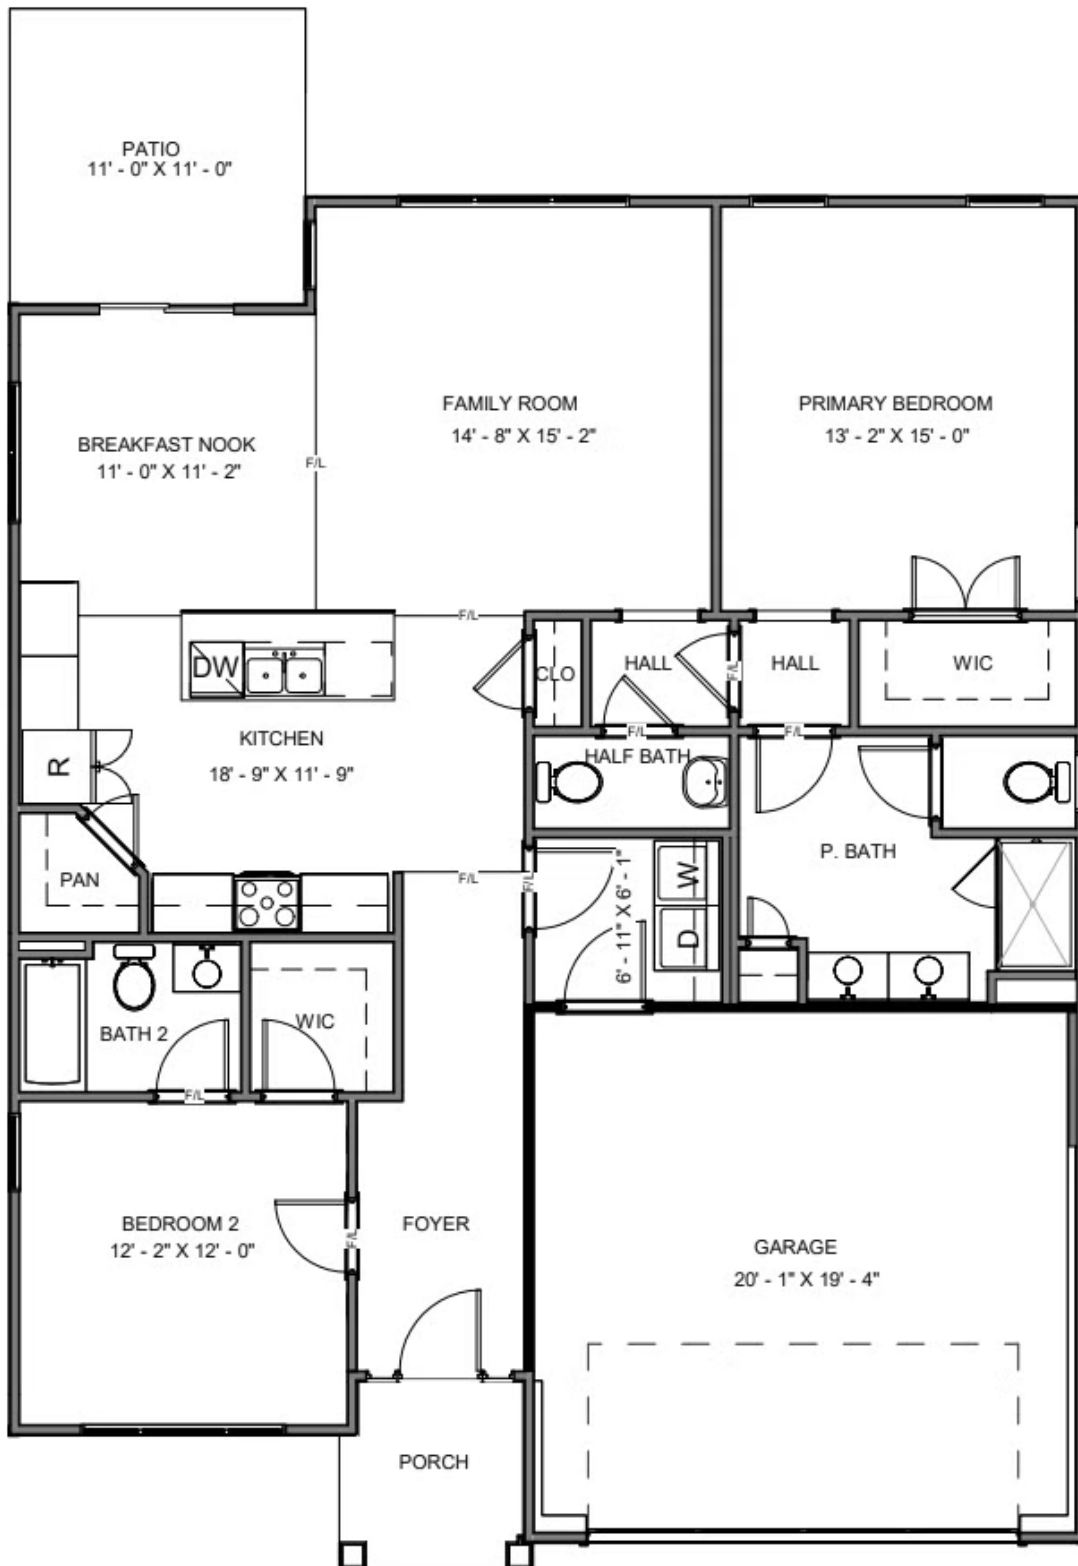 PATIO
11' - 0" X 11' - 0"
FAMILY ROOM
14' - 8" X 15' - 2"
PRIMARY BEDROOM
13' - 2" X 15' - 0"
BREAKFAST NOOK
11' - 0" X 11' - 2"
F/L
F/L
DW
CLO
HALL
F/L
HALL
WIC
KITCHEN
18' - 9" X 11' - 9"
R
F/L
HALF BATH
F/L
PAN
F/L
F/L
6' - 11" X 6' - 1"
W
D
P. BATH
BATH 2
WIC
F/L
BEDROOM 2
12' - 2" X 12' - 0"
F/L
FOYER
GARAGE
20' - 1" X 19' - 4"
PORCH